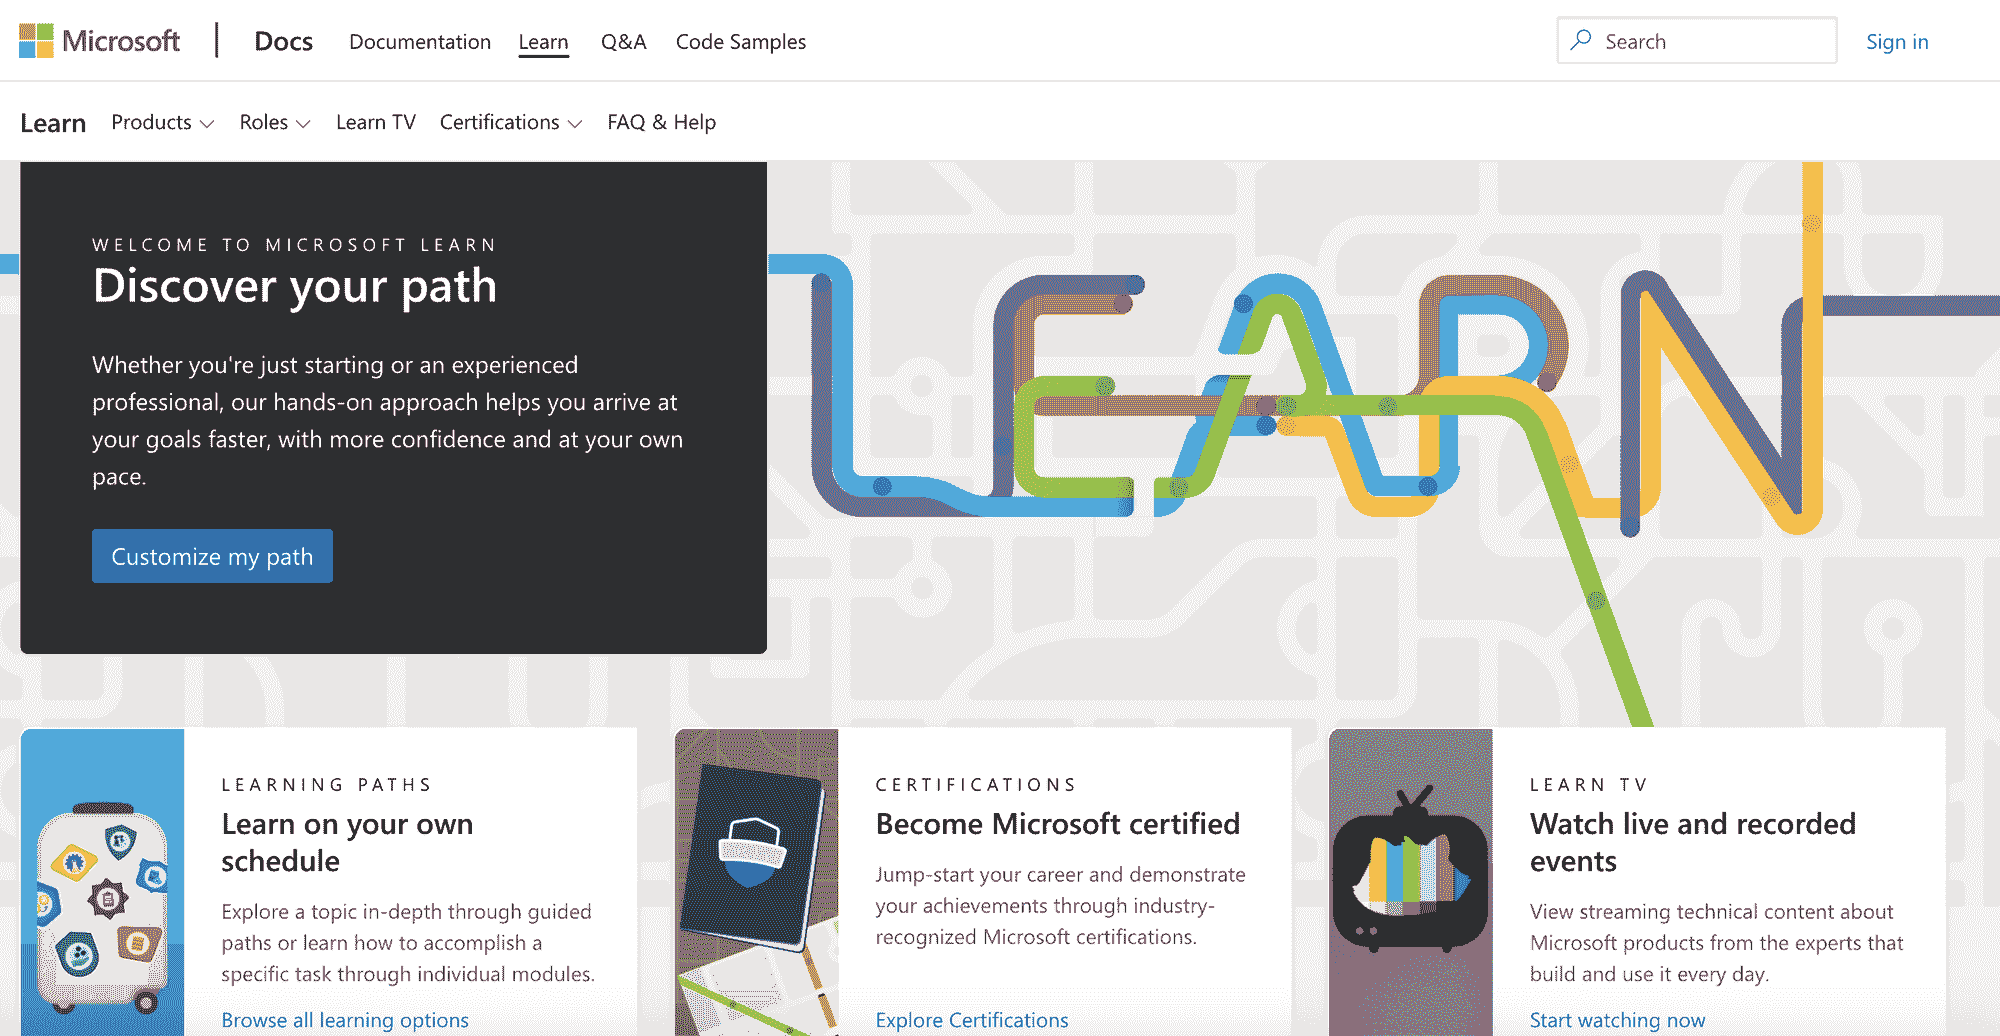 Microsoft | Docs Documentation Learn Q&A Code Samples Search Sign in
Learn Products Roles Learn TV Certifications FAQ & Help
WELCOME TO MICROSOFT LEARN
Discover your path
Whether you're just starting or an experienced
professional, our hands-on approach helps you arrive at
your goals faster, with more confidence and at your own
pace.
Customize my path
LEARN
LEARNING PATHS
Learn on your own
schedule
Explore a topic in-depth through guided
paths or learn how to accomplish a
specific task through individual modules.
Browse all learning options
CERTIFICATIONS
Become Microsoft certified
Jump-start your career and demonstrate
your achievements through industry-
recognized Microsoft certifications.
Explore Certifications
LEARN TV
Watch live and recorded
events
View streaming technical content about
Microsoft products from the experts that
build and use it every day.
Start watching now